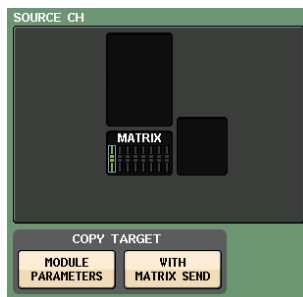 SOURCE CH
MATRIX
COPY TARGET
MODULE
PARAMETERS
WITH
MATRIX SEND